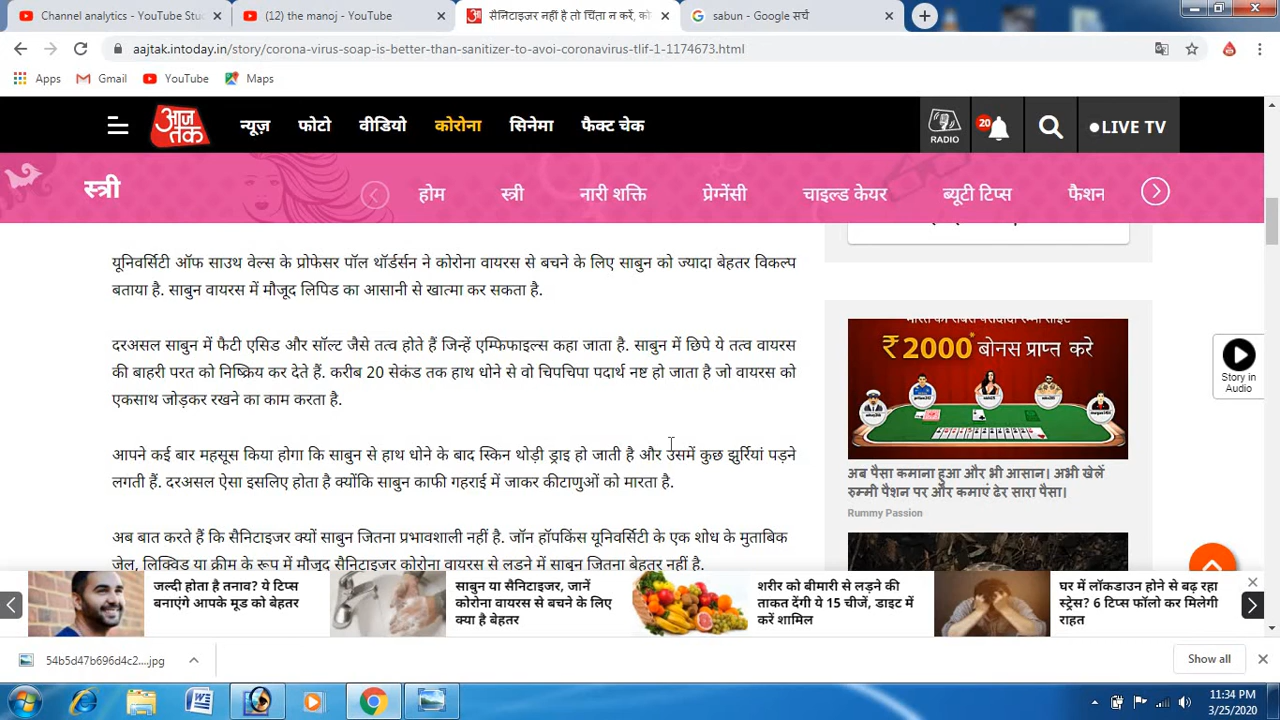 Channel analytics - YouTube Stu
(12) the manoj - YouTube
सैनिटाइजर नहीं है तो चिंता न करें, को
sabun - Google सर्च
aajtak.intoday.in/story/corona-virus-soap-is-better-than-sanitizer-to-avoi-coronavirus-tlif-1-1174673.html
Apps
Gmail
YouTube
Maps
आज तक
न्यूज़
फोटो
वीडियो
कोरोना
सिनेमा
फैक्ट चेक
RADIO
20
LIVE TV
स्त्री
होम
स्त्री
नारी शक्ति
प्रेग्नेंसी
चाइल्ड केयर
ब्यूटी टिप्स
फैशन
यूनिवर्सिटी ऑफ साउथ वेल्स के प्रोफेसर पॉल थॉर्डर्सन ने कोरोना वायरस से बचने के लिए साबुन को ज्यादा बेहतर विकल्प
बताया है. साबुन वायरस में मौजूद लिपिड का आसानी से खात्मा कर सकता है.
दरअसल साबुन में फैटी एसिड और सॉल्ट जैसे तत्व होते हैं जिन्हें एम्फिफाइल्स कहा जाता है. साबुन में छिपे ये तत्व वायरस
की बाहरी परत को निष्क्रिय कर देते हैं. करीब 20 सेकंड तक हाथ धोने से वो चिपचिपा पदार्थ नष्ट हो जाता है जो वायरस को
एकसाथ जोड़कर रखने का काम करता है.
आपने कई बार महसूस किया होगा कि साबुन से हाथ धोने के बाद स्किन थोड़ी ड्राइ हो जाती है और उसमें कुछ झुर्रियां पड़ने
लगती हैं. दरअसल ऐसा इसलिए होता है क्योंकि साबुन काफी गहराई में जाकर कीटाणुओं को मारता है.
अब बात करते हैं कि सैनिटाइजर क्यों साबुन जितना प्रभावशाली नहीं है. जॉन हॉपकिंस यूनिवर्सिटी के एक शोध के मुताबिक
जेल, लिक्विड या क्रीम के रूप में मौजूद सैनिटाइजर कोरोना वायरस से लड़ने में साबुन जितना बेहतर नहीं है.
₹2000* बोनस प्राप्त करे
अब पैसा कमाना हुआ और भी आसान। अभी खेलें
रुम्मी पैशन पर और कमाएं ढेर सारा पैसा।
Rummy Passion
Story in
Audio
जल्दी होता है तनाव? ये टिप्स
बनाएंगे आपके मूड को बेहतर
साबुन या सैनिटाइजर, जानें
कोरोना वायरस से बचने के लिए
क्या है बेहतर
शरीर को बीमारी से लड़ने की
ताकत देंगी ये 15 चीजें, डाइट में
करें शामिल
घर में लॉकडाउन होने से बढ़ रहा
स्ट्रेस? 6 टिप्स फॉलो कर मिलेगी
राहत
54b5d47b696d4c2....jpg
Show all
11:34 PM
3/25/2020